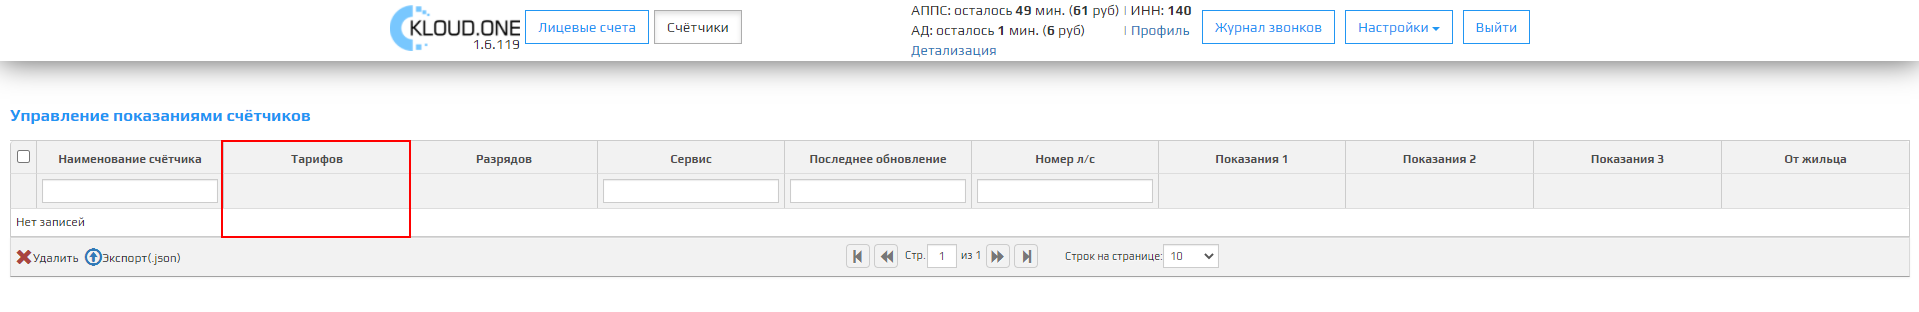 KLOUD.ONE
1.6.119
Лицевые счета
Счётчики
АППС: осталось 49 мин. (61 руб) | ИНН: 140
АД: осталось 1 мин. (6 руб) | Профиль
Детализация
Журнал звонков
Настройки
Выйти
Управление показаниями счётчиков
Наименование счётчика Тарифов Разрядов Сервис Последнее обновление Номер л/с Показания 1 Показания 2 Показания 3 От жильца
Нет записей
Удалить Экспорт(.json) Стр. 1 из 1 Строк на странице: 10